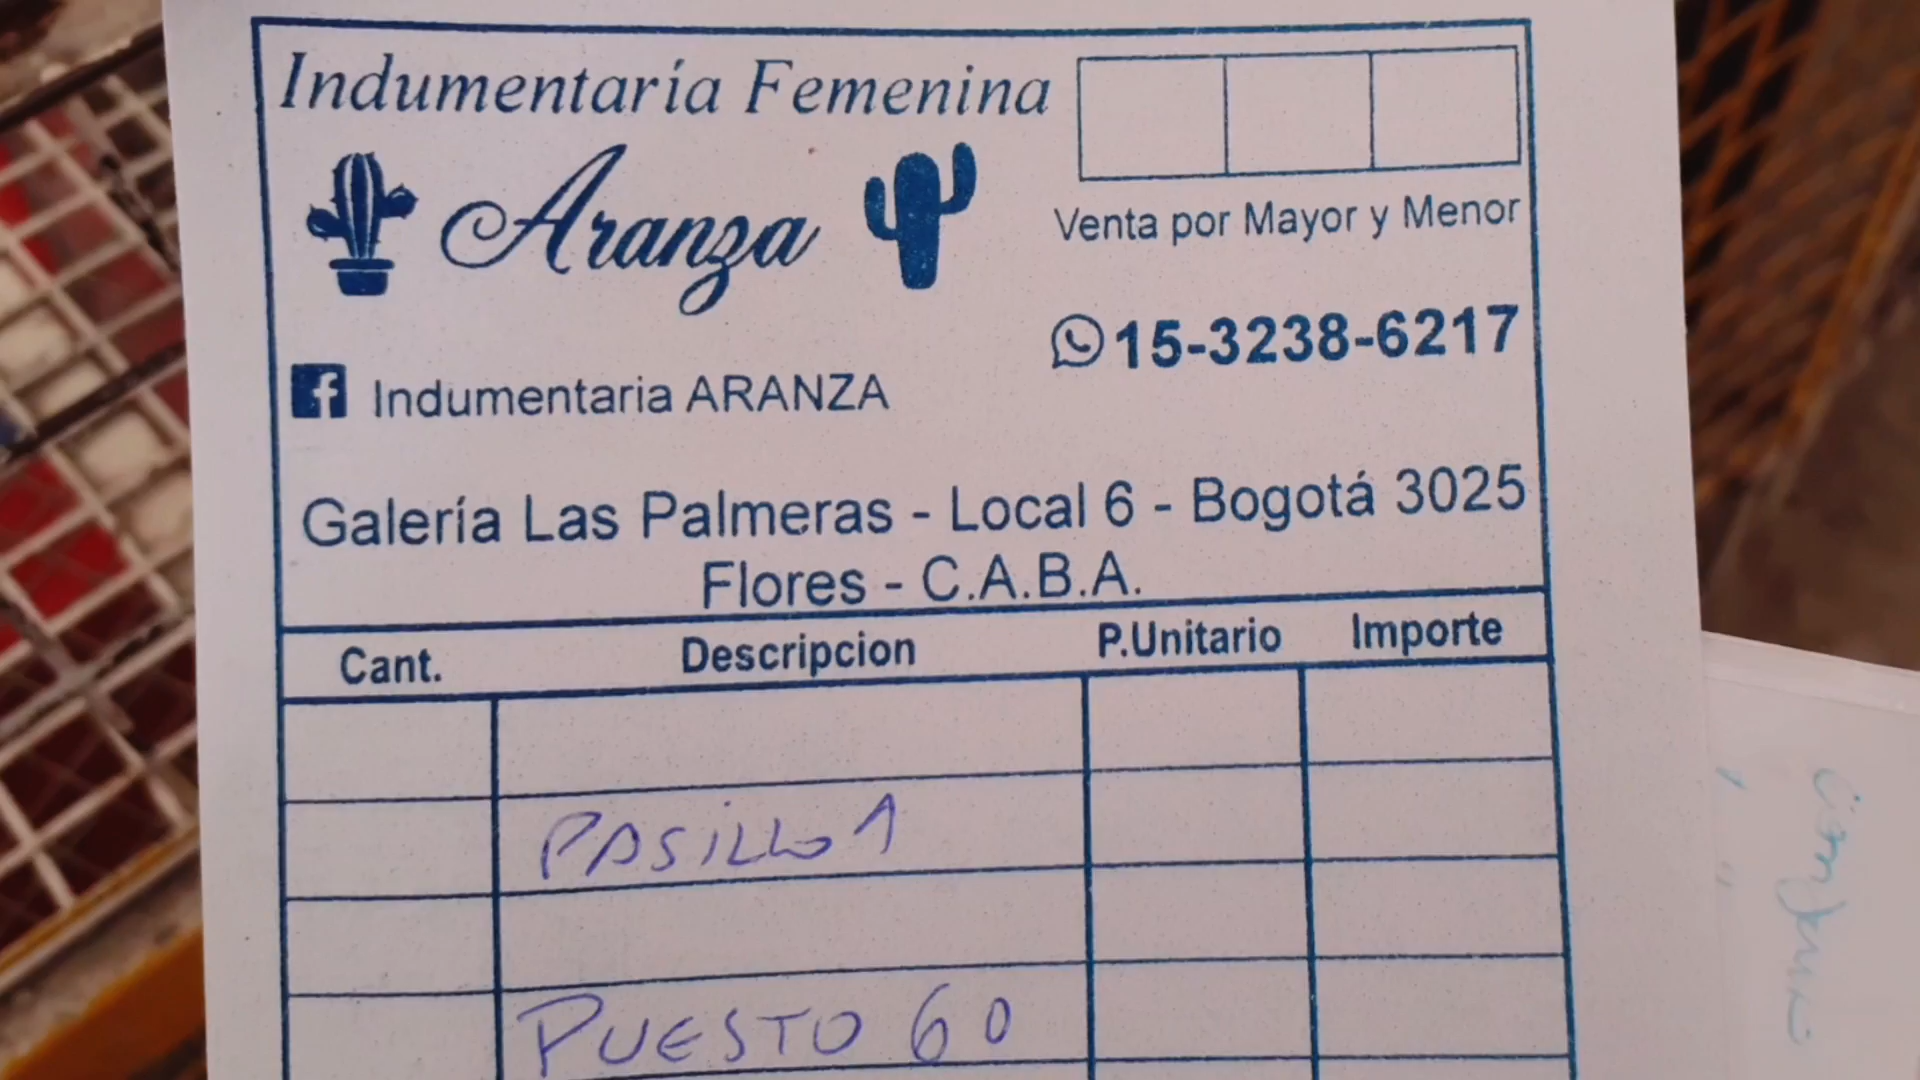 Indumentaría Femenina
Aranza
Venta por Mayor y Menor
15-3238-6217
Indumentaria ARANZA
Galería Las Palmeras - Local 6 - Bogotá 3025
Flores - C.A.B.A.
Cant. Descripcion P.Unitario Importe
PASiLLO 1
PUESTO 60